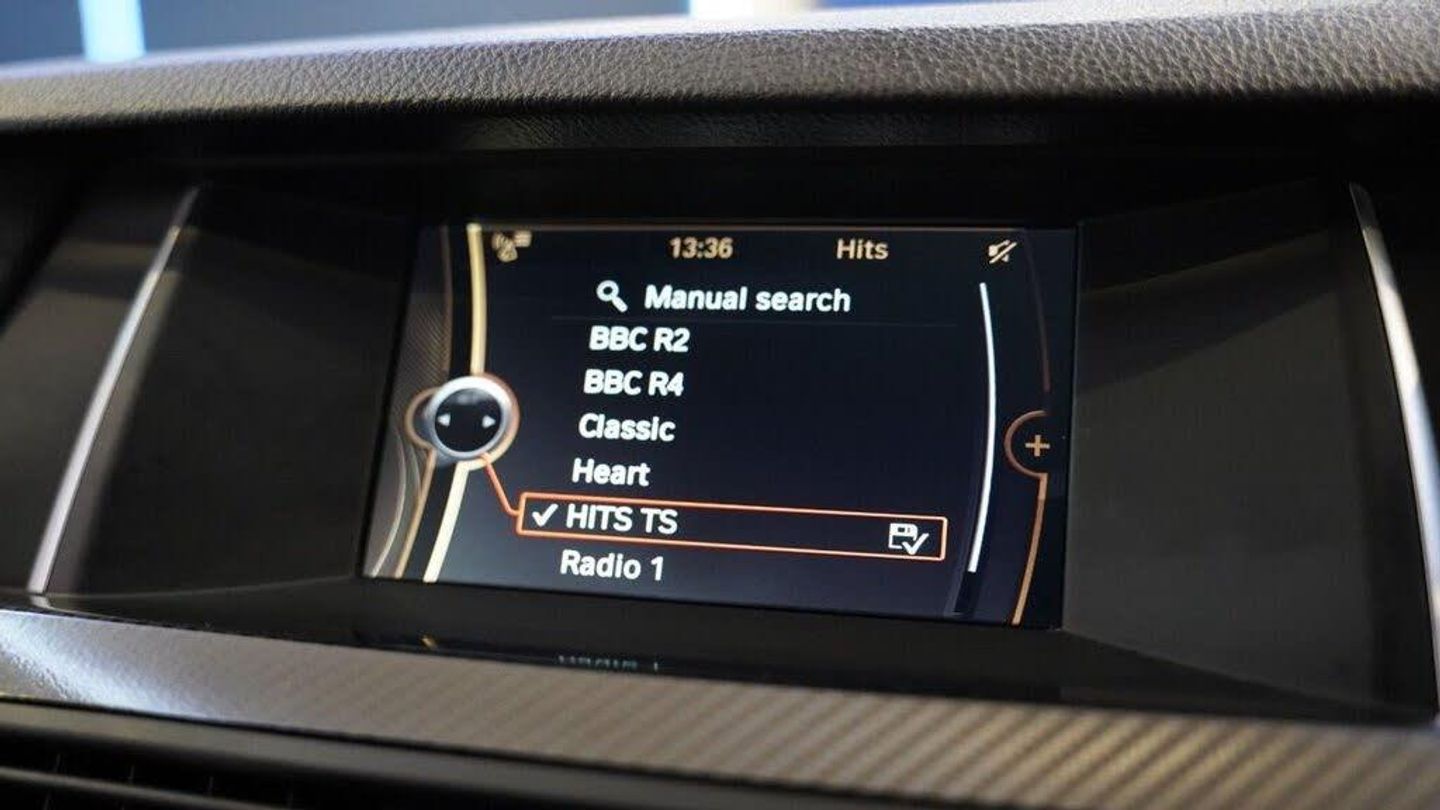 13:36 Hits
Manual search
BBC R2
BBC R4
Classic
Heart
HITS TS
Radio 1